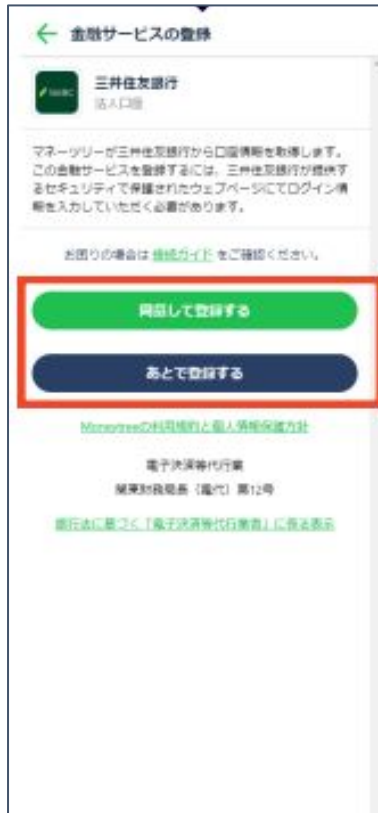 金融サービスの登録
SMBC
三井住友銀行
法人口座
マネーツリーが三井住友銀行から口座情報を取得します。
この金融サービスを登録するには、三井住友銀行が提供す
るセキュリティで保護されたウェブページにてログイン情
報を入力していただく必要があります。
お困りの場合は 接続ガイド をご確認ください。
同意して登録する
あとで登録する
Moneytreeの利用規約と個人情報保護方針
電子決済等代行業
関東財務局長（電代）第12号
銀行法に基づく「電子決済等代行業者」に係る表示